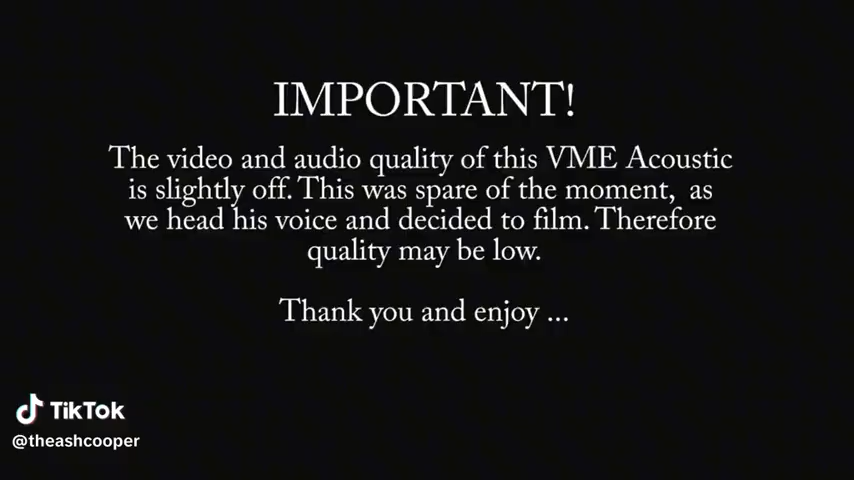 IMPORTANT!
The video and audio quality of this VME Acoustic
is slightly off. This was spare of the moment, as
we head his voice and decided to film. Therefore
quality may be low.
Thank you and enjoy ...
TikTok
@theashcooper